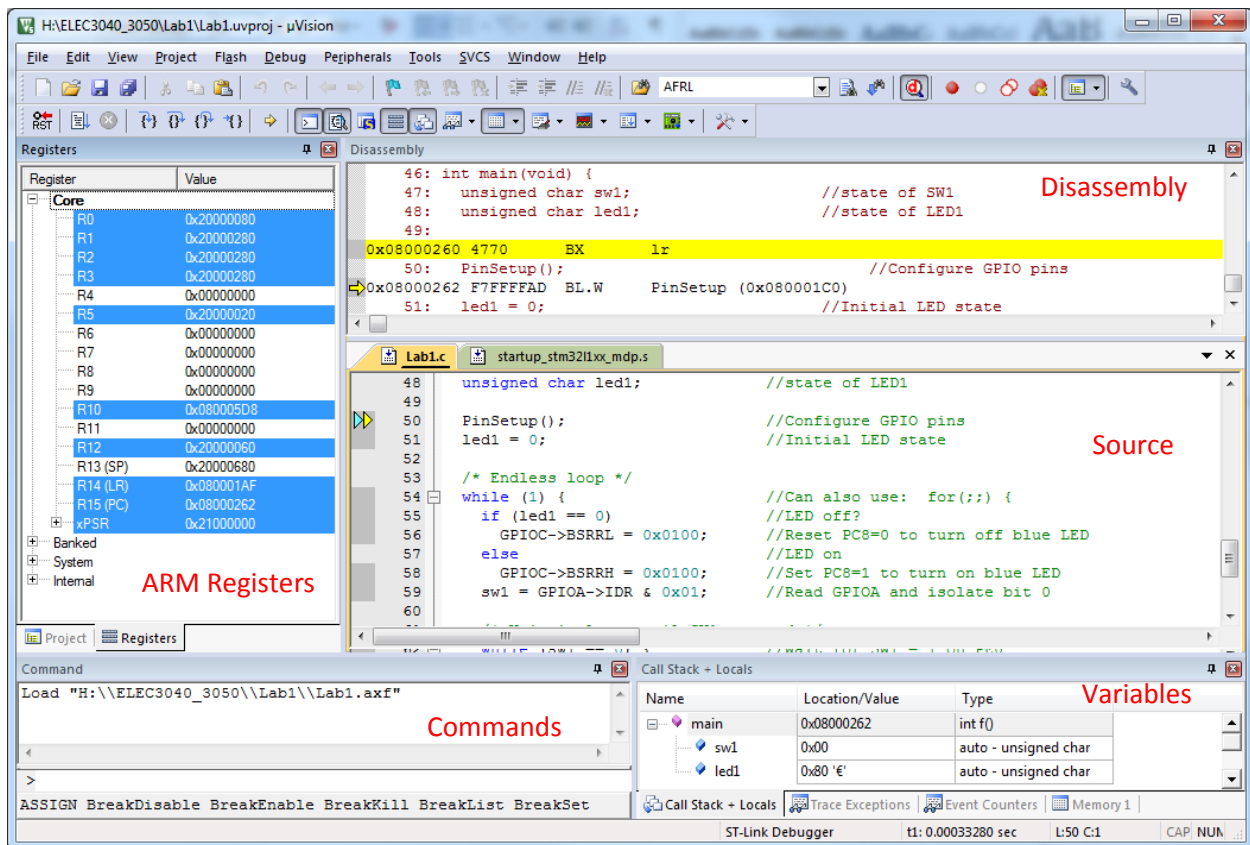 H:\ELEC3040_3050\Lab1\Lab1.uvproj - µVision
File Edit View Project Flash Debug Peripherals Tools SVCS Window Help
AFRL
RST
Registers
Register Value
Core
R0 0x20000080
R1 0x20000280
R2 0x20000280
R3 0x20000280
R4 0x00000000
R5 0x20000020
R6 0x00000000
R7 0x00000000
R8 0x00000000
R9 0x00000000
R10 0x080005D8
R11 0x00000000
R12 0x20000060
R13 (SP) 0x20000680
R14 (LR) 0x080001AF
R15 (PC) 0x08000262
xPSR 0x21000000
Banked
System
Internal
ARM Registers
Project Registers
Disassembly
46: int main(void) {
47: unsigned char sw1; //state of SW1
48: unsigned char led1; //state of LED1
49:
0x08000260 4770 BX lr
50: PinSetup(); //Configure GPIO pins
0x08000262 F7FFFFAD BL.W PinSetup (0x080001C0)
51: led1 = 0; //Initial LED state
Disassembly
Lab1.c startup_stm32l1xx_mdp.s
48 unsigned char led1; //state of LED1
49
50 PinSetup(); //Configure GPIO pins
51 led1 = 0; //Initial LED state
52
53 /* Endless loop */
54 while (1) { //Can also use: for(;;) {
55 if (led1 == 0) //LED off?
56 GPIOC->BSRRL = 0x0100; //Reset PC8=0 to turn off blue LED
57 else //LED on
58 GPIOC->BSRRH = 0x0100; //Set PC8=1 to turn on blue LED
59 sw1 = GPIOA->IDR & 0x01; //Read GPIOA and isolate bit 0
60
Source
Command
Load "H:\\ELEC3040_3050\\Lab1\\Lab1.axf"
Commands
>
ASSIGN BreakDisable BreakEnable BreakKill BreakList BreakSet
Call Stack + Locals
Name Location/Value Type
main 0x08000262 int f()
sw1 0x00 auto - unsigned char
led1 0x80 '€' auto - unsigned char
Variables
Call Stack + Locals Trace Exceptions Event Counters Memory 1
ST-Link Debugger t1: 0.00033280 sec L:50 C:1 CAP NUM